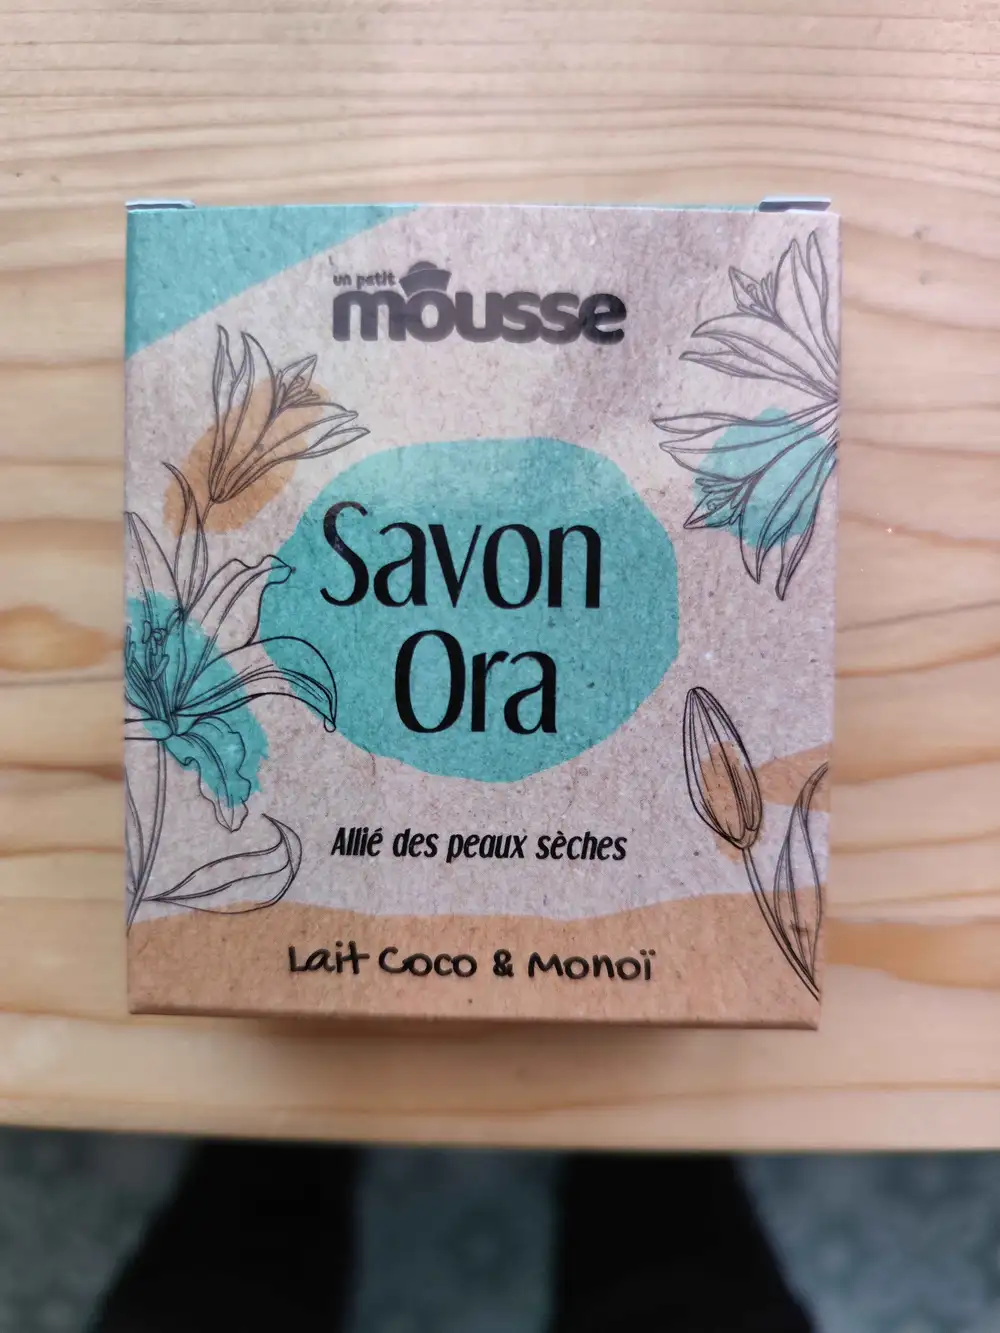 un petit
mousse
Savon
Ora
Allié des peaux sèches
Lait Coco & Monoï